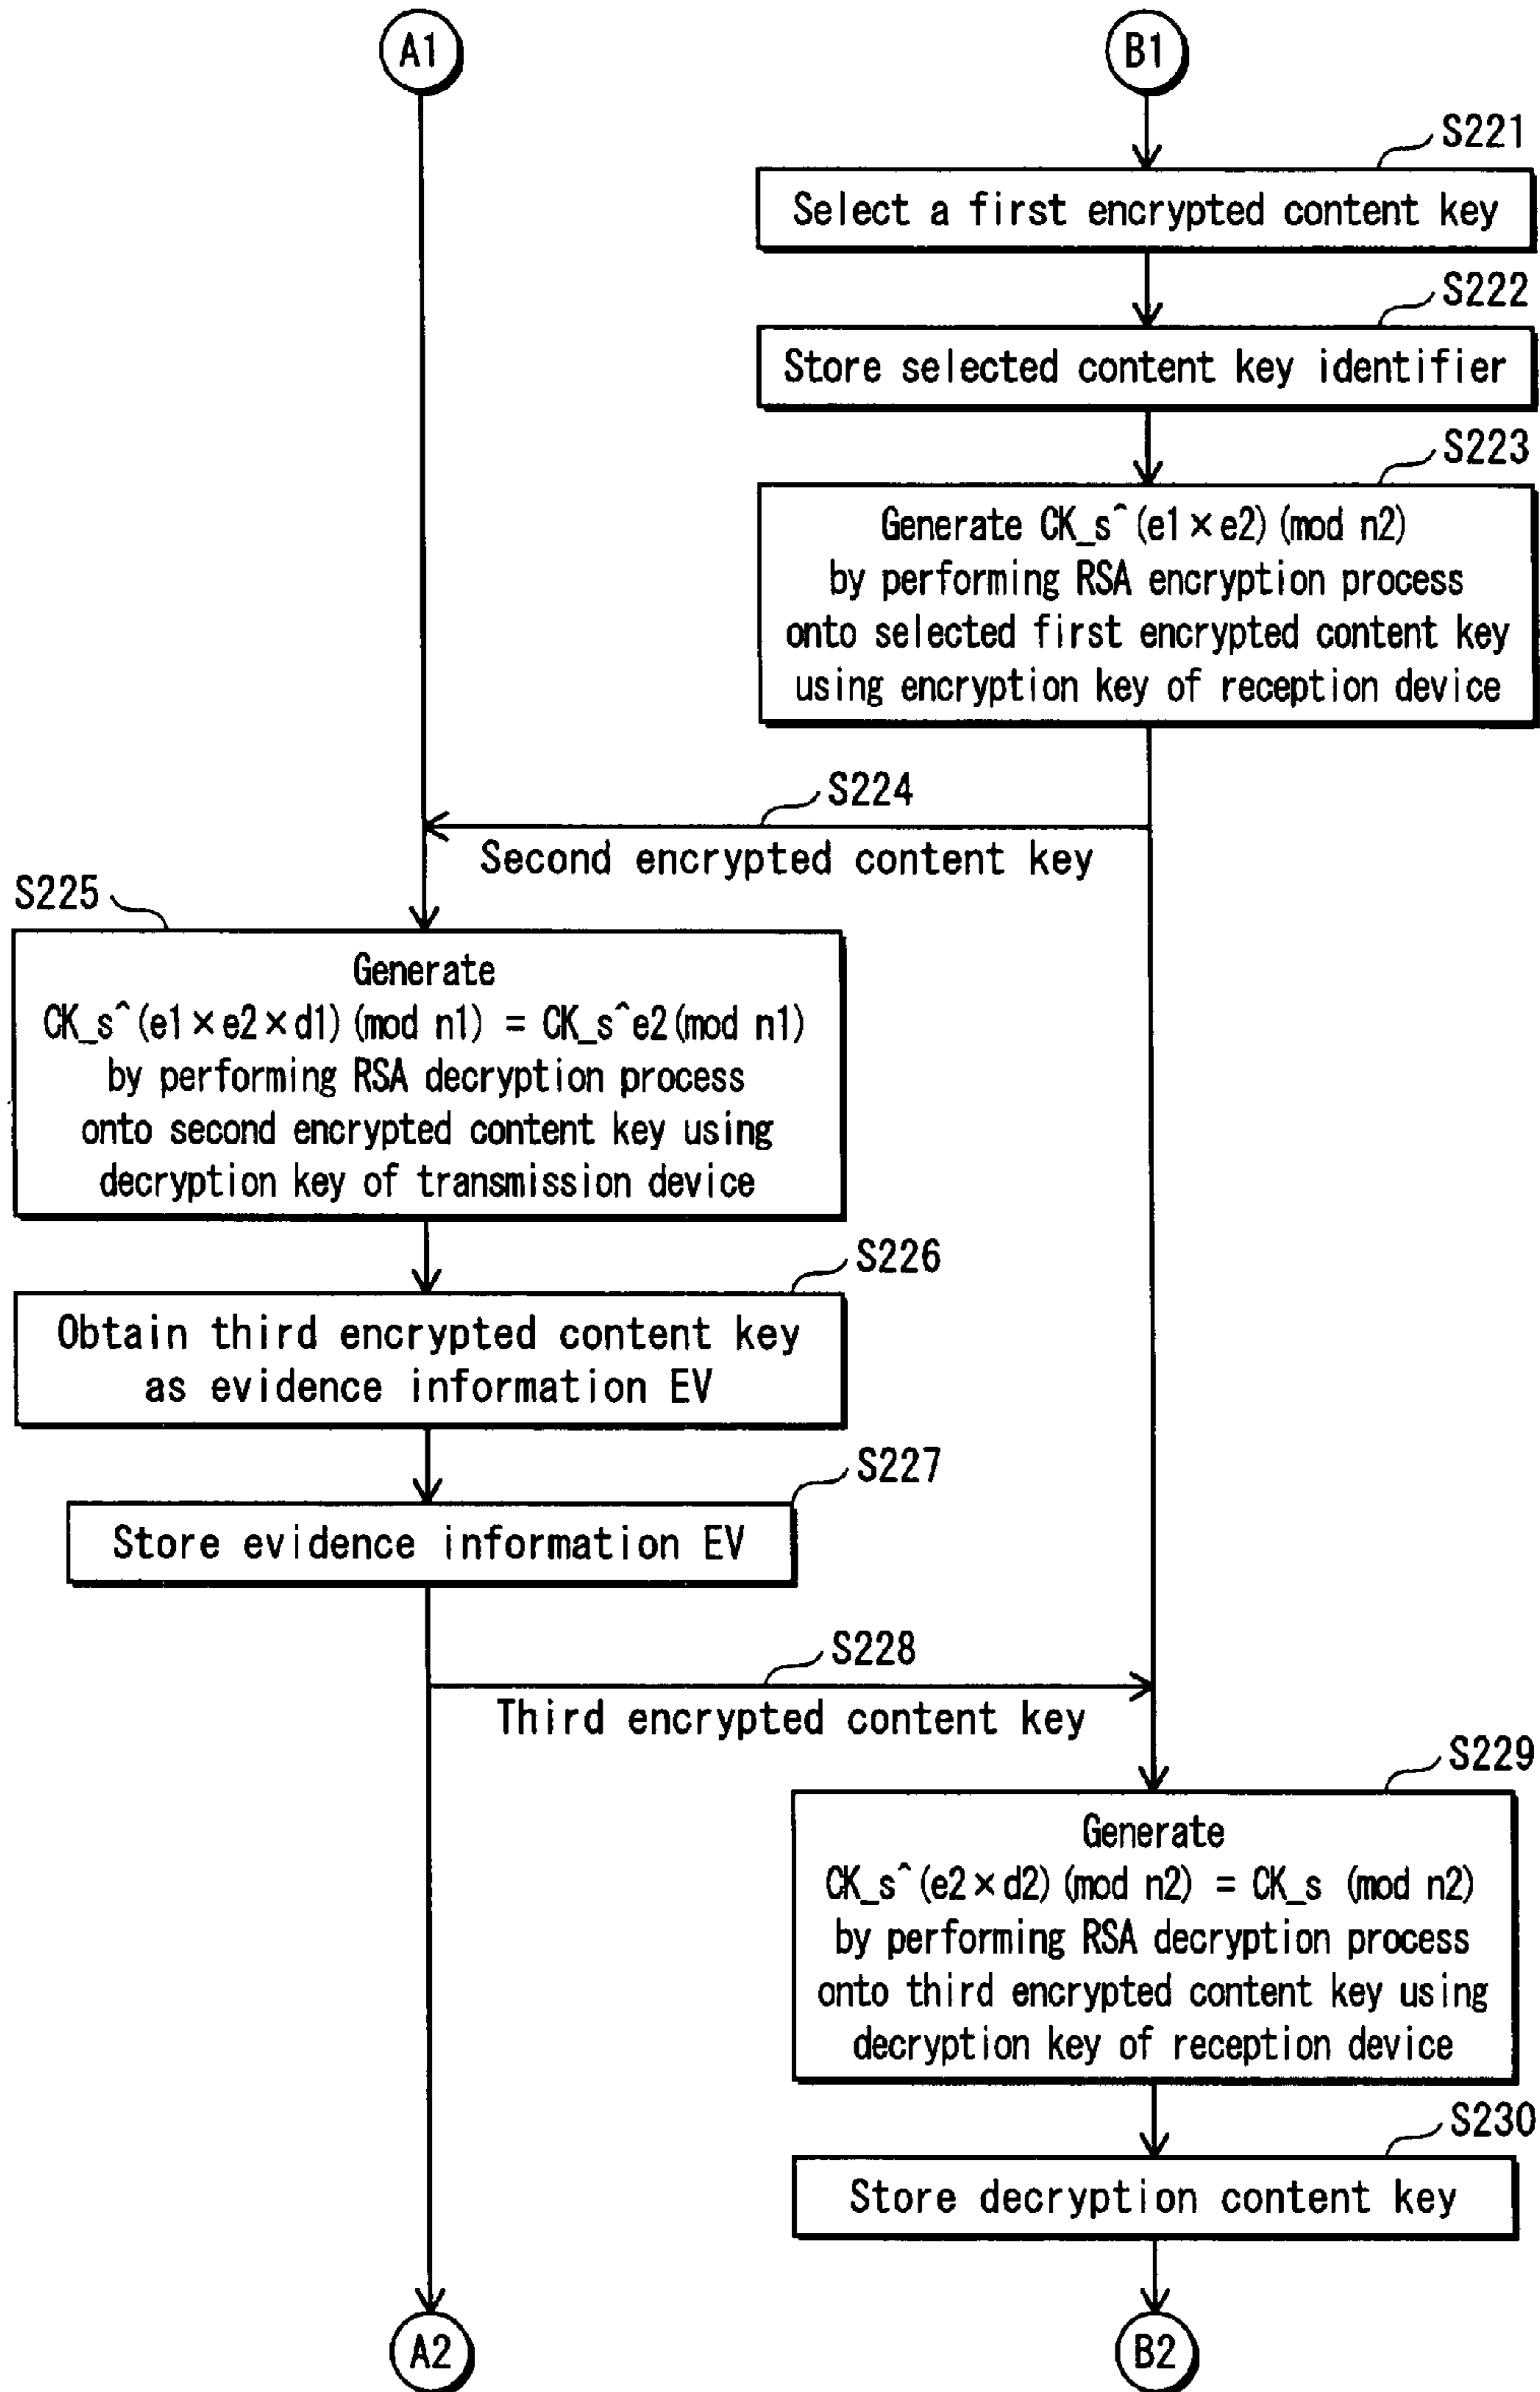 A1
B1
S221
Select a first encrypted content key
S222
Store selected content key identifier
S223
Generate CK_s^(e1×e2)(mod n2)
by performing RSA encryption process
onto selected first encrypted content key
using encryption key of reception device
S224
Second encrypted content key
S225
Generate
CK_s^(e1×e2×d1)(mod n1) = CK_s^e2(mod n1)
by performing RSA decryption process
onto second encrypted content key using
decryption key of transmission device
S226
Obtain third encrypted content key
as evidence information EV
S227
Store evidence information EV
S228
Third encrypted content key
S229
Generate
CK_s^(e2×d2)(mod n2) = CK_s (mod n2)
by performing RSA decryption process
onto third encrypted content key using
decryption key of reception device
S230
Store decryption content key
A2
B2